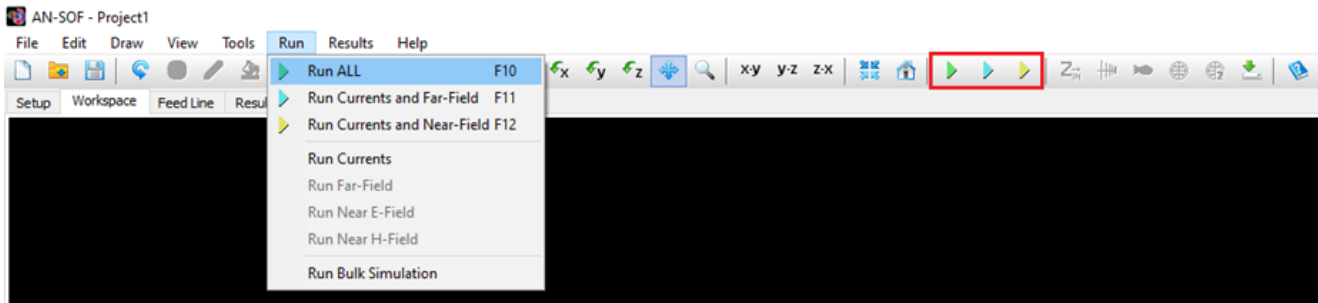 AN-SOF - Project1
File Edit Draw View Tools Run Results Help
x y z x-y y-z z-x
Setup Workspace Feed Line Resul
Run ALL F10
Run Currents and Far-Field F11
Run Currents and Near-Field F12
Run Currents
Run Far-Field
Run Near E-Field
Run Near H-Field
Run Bulk Simulation